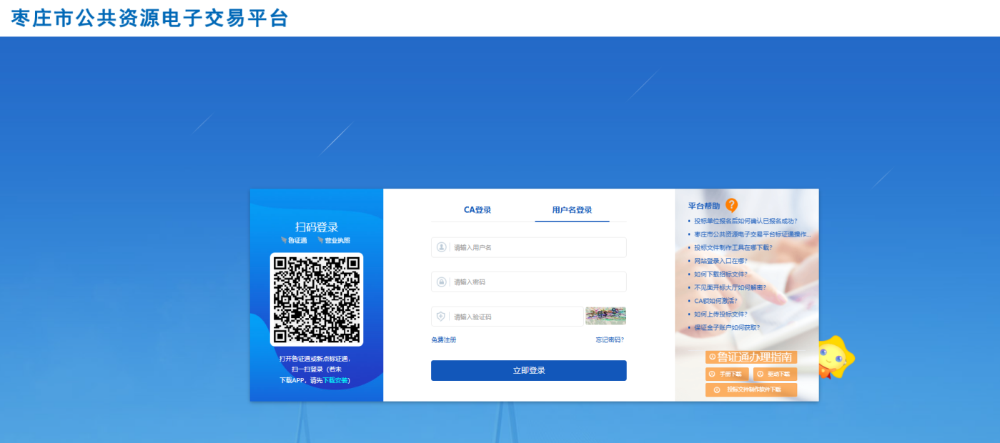 枣庄市公共资源电子交易平台
扫码登录
鲁证通 营业执照
打开鲁证通或新点标证通，
扫一扫登录（若未
下载APP，请先下载安装）
CA登录 用户名登录
请输入用户名
请输入密码
请输入验证码
免费注册 忘记密码?
立即登录
平台帮助
投标单位报名后如何确认已报名成功?
枣庄市公共资源电子交易平台标证通操作...
投标文件制作工具在哪下载?
网站登录入口在哪?
如何下载招标文件?
不见面开标大厅如何解密?
CA锁如何激活?
如何上传投标文件?
保证金子账户如何获取?
鲁证通办理指南
手册下载 驱动下载
投标文件制作软件下载